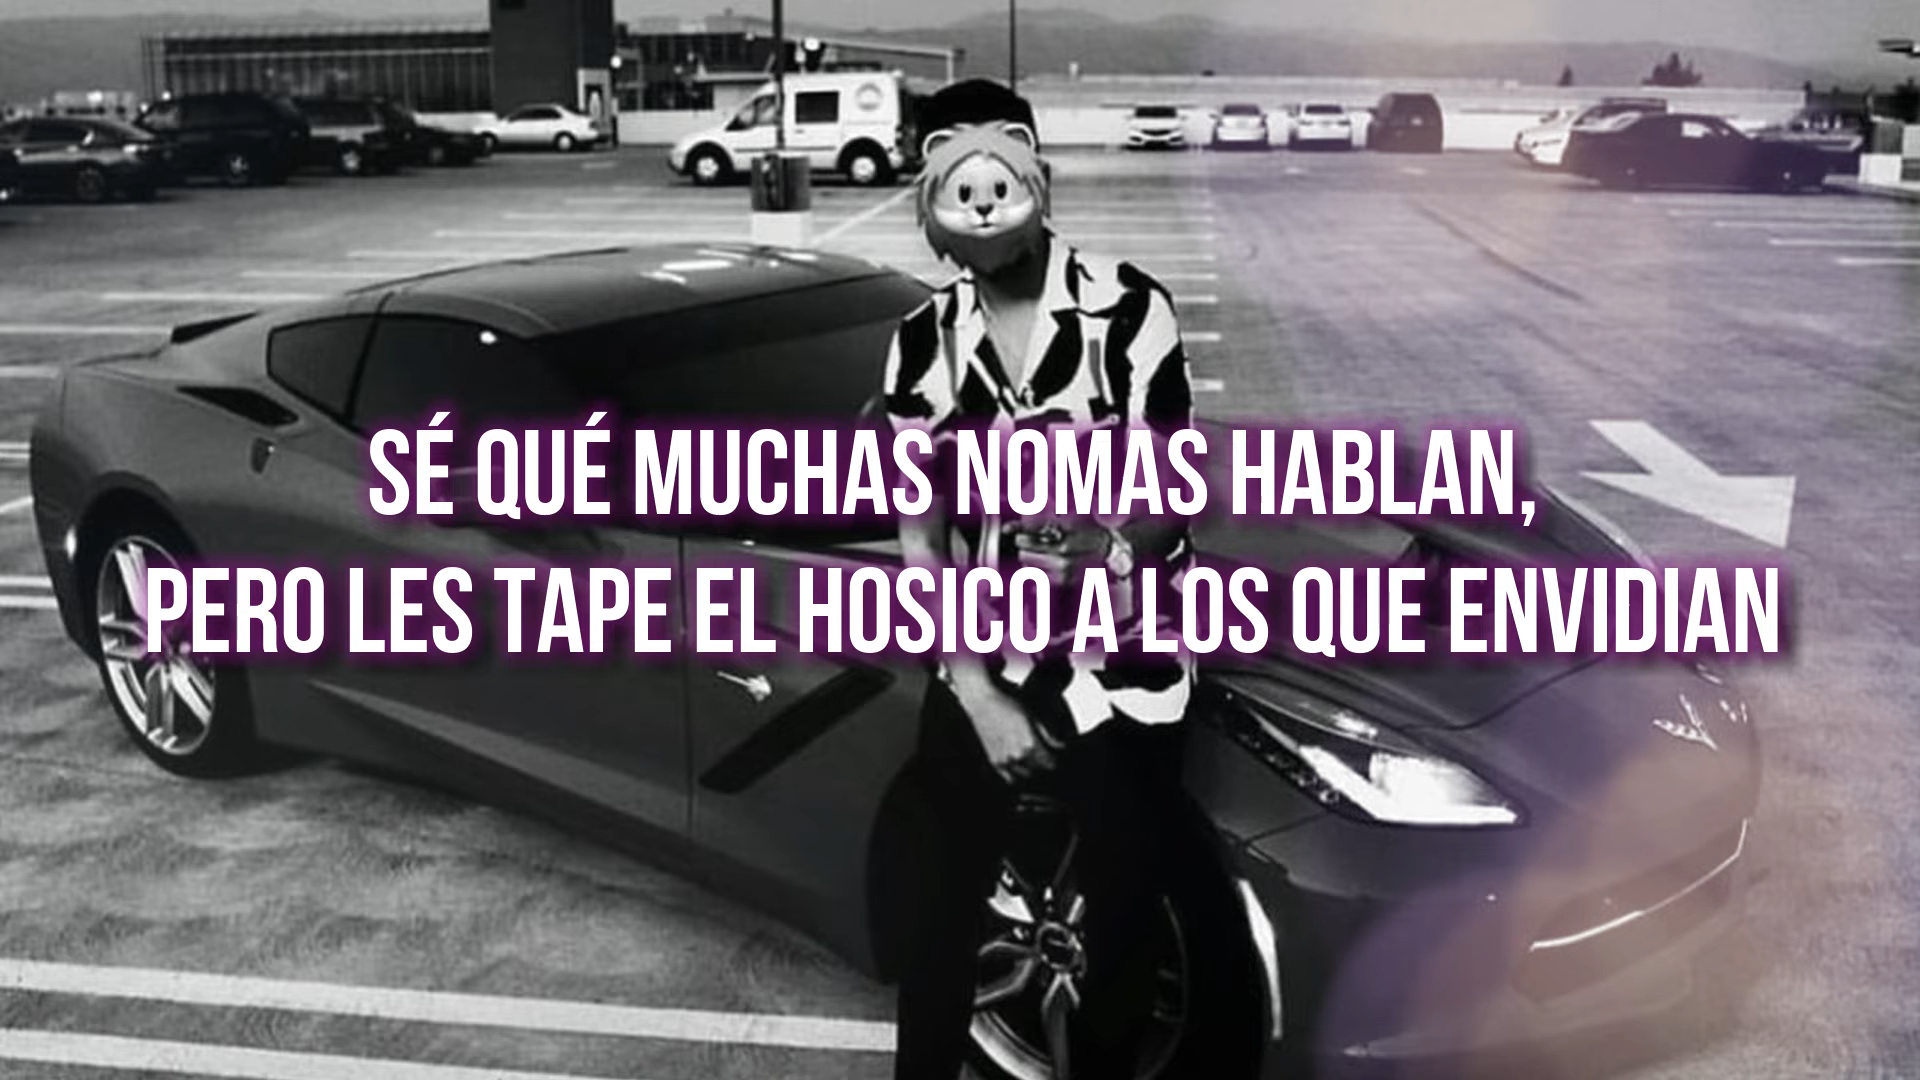 SÉ QUÉ MUCHAS NOMAS HABLAN,
PERO LES TAPE EL HOSICO A LOS QUE ENVIDIAN